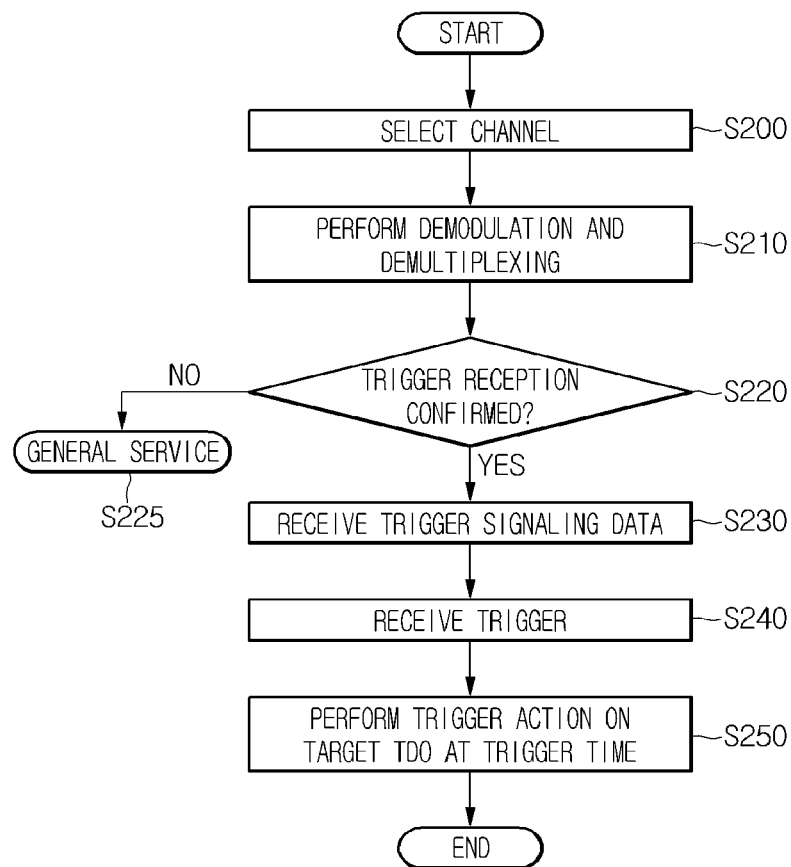 START
SELECT CHANNEL
S200
PERFORM DEMODULATION AND
DEMULTIPLEXING
S210
TRIGGER RECEPTION
CONFIRMED?
S220
NO
GENERAL SERVICE
S225
YES
RECEIVE TRIGGER SIGNALING DATA
S230
RECEIVE TRIGGER
S240
PERFORM TRIGGER ACTION ON
TARGET TDO AT TRIGGER TIME
S250
END